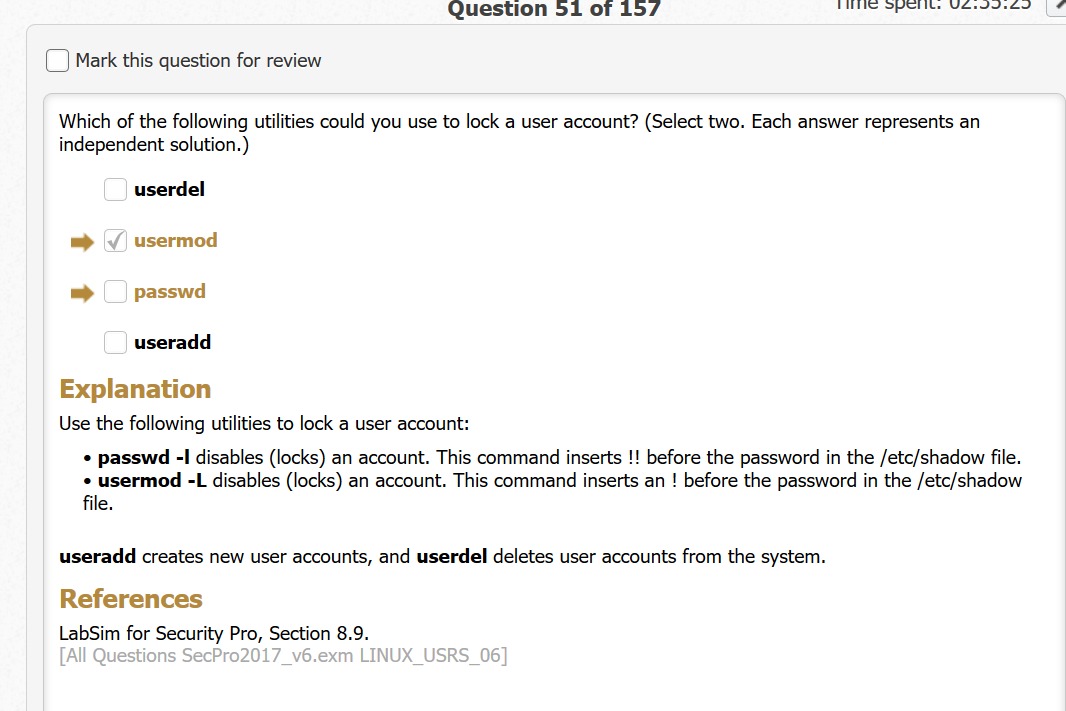 Question 51 of 157
Time spent: 02:35:25
Mark this question for review
Which of the following utilities could you use to lock a user account? (Select two. Each answer represents an
independent solution.)
userdel
usermod
passwd
useradd
Explanation
Use the following utilities to lock a user account:
• passwd -l disables (locks) an account. This command inserts !! before the password in the /etc/shadow file.
• usermod -L disables (locks) an account. This command inserts an ! before the password in the /etc/shadow
file.
useradd creates new user accounts, and userdel deletes user accounts from the system.
References
LabSim for Security Pro, Section 8.9.
[All Questions SecPro2017_v6.exm LINUX_USRS_06]